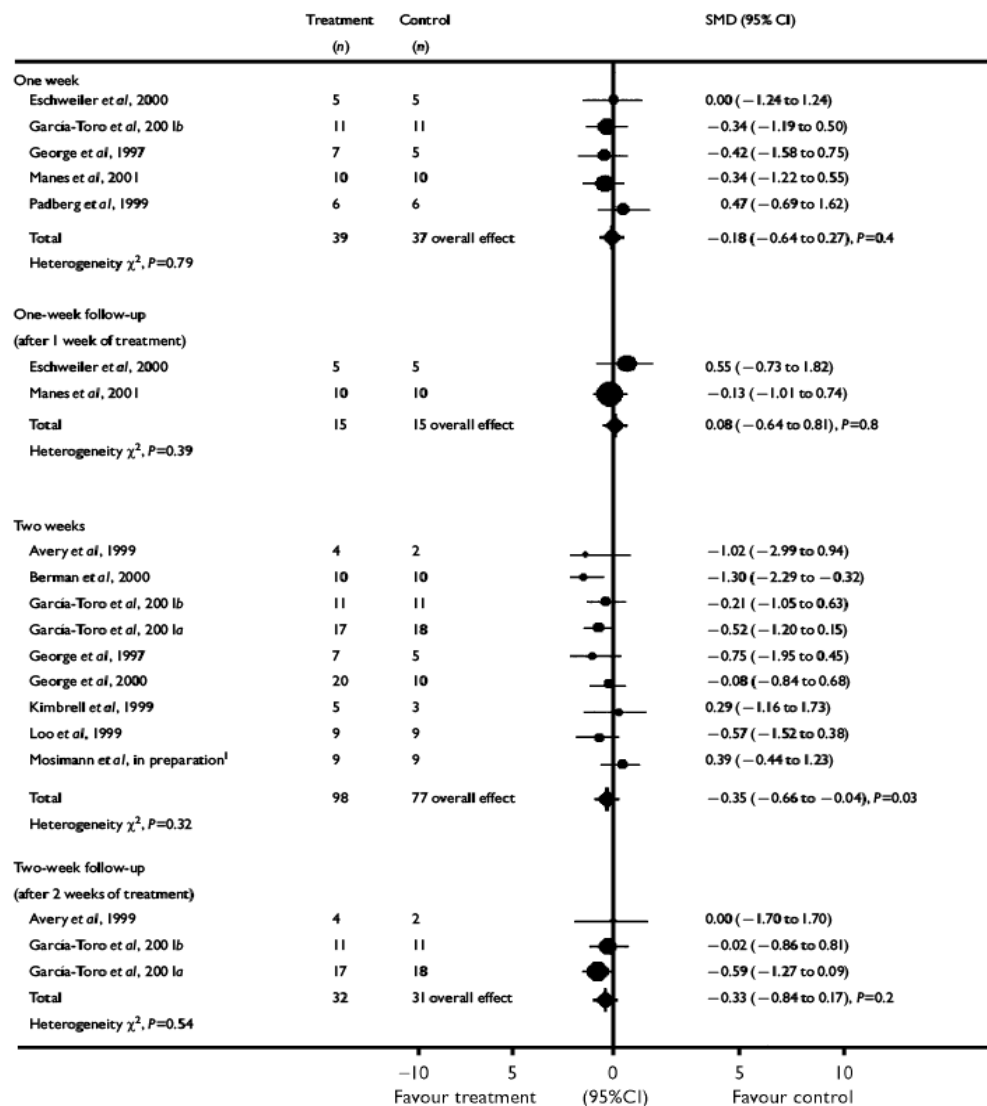 Treatment Control SMD (95% CI)
(n) (n)
One week
Eschweiler et al, 2000 5 5 0.00 (−1.24 to 1.24)
García-Toro et al, 2001b 11 11 −0.34 (−1.19 to 0.50)
George et al, 1997 7 5 −0.42 (−1.58 to 0.75)
Manes et al, 2001 10 10 −0.34 (−1.22 to 0.55)
Padberg et al, 1999 6 6 0.47 (−0.69 to 1.62)
Total 39 37 overall effect −0.18 (−0.64 to 0.27), P=0.4
Heterogeneity χ², P=0.79
One-week follow-up
(after 1 week of treatment)
Eschweiler et al, 2000 5 5 0.55 (−0.73 to 1.82)
Manes et al, 2001 10 10 −0.13 (−1.01 to 0.74)
Total 15 15 overall effect 0.08 (−0.64 to 0.81), P=0.8
Heterogeneity χ², P=0.39
Two weeks
Avery et al, 1999 4 2 −1.02 (−2.99 to 0.94)
Berman et al, 2000 10 10 −1.30 (−2.29 to −0.32)
García-Toro et al, 2001b 11 11 −0.21 (−1.05 to 0.63)
García-Toro et al, 2001a 17 18 −0.52 (−1.20 to 0.15)
George et al, 1997 7 5 −0.75 (−1.95 to 0.45)
George et al, 2000 20 10 −0.08 (−0.84 to 0.68)
Kimbrell et al, 1999 5 3 0.29 (−1.16 to 1.73)
Loo et al, 1999 9 9 −0.57 (−1.52 to 0.38)
Mosimann et al, in preparation¹ 9 9 0.39 (−0.44 to 1.23)
Total 98 77 overall effect −0.35 (−0.66 to −0.04), P=0.03
Heterogeneity χ², P=0.32
Two-week follow-up
(after 2 weeks of treatment)
Avery et al, 1999 4 2 0.00 (−1.70 to 1.70)
García-Toro et al, 2001b 11 11 −0.02 (−0.86 to 0.81)
García-Toro et al, 2001a 17 18 −0.59 (−1.27 to 0.09)
Total 32 31 overall effect −0.33 (−0.84 to 0.17), P=0.2
Heterogeneity χ², P=0.54
−10 5 0 5 10
Favour treatment (95%CI) Favour control